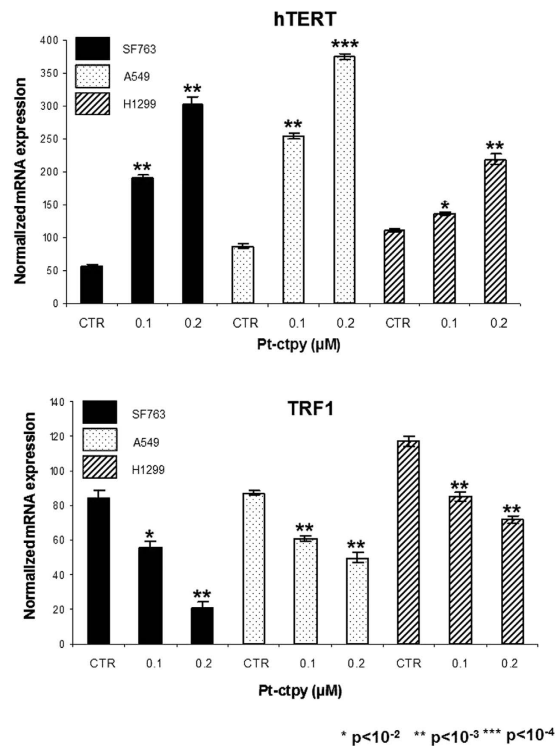 hTERT
SF763
A549
H1299
Normalized mRNA expression
400
350
300
250
200
150
100
50
0
** ** ** *** * **
CTR 0.1 0.2 CTR 0.1 0.2 CTR 0.1 0.2
Pt-ctpy (µM)
TRF1
SF763
A549
H1299
Normalized mRNA expression
140
120
100
80
60
40
20
0
* ** ** ** ** **
CTR 0.1 0.2 CTR 0.1 0.2 CTR 0.1 0.2
Pt-ctpy (µM)
* p<10-2 ** p<10-3 *** p<10-4